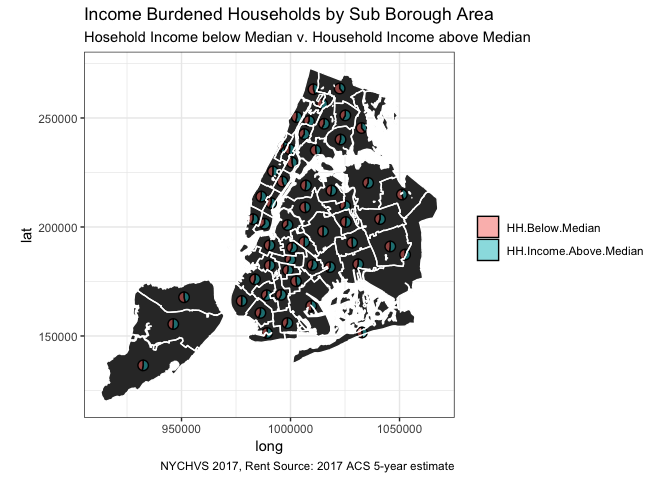 Income Burdened Households by Sub Borough Area
Hosehold Income below Median v. Household Income above Median
250000
200000
150000
lat
950000
1000000
1050000
long
HH.Below.Median
HH.Income.Above.Median
NYCHVS 2017, Rent Source: 2017 ACS 5-year estimate